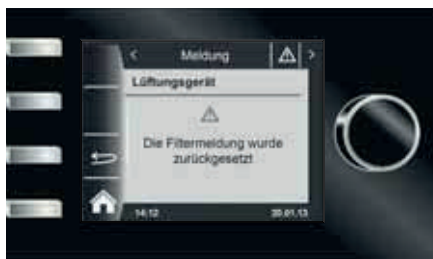 < Meldung >
Lüftungsgerät
Die Filtermeldung wurde
zurückgesetzt
14:12 20.01.13